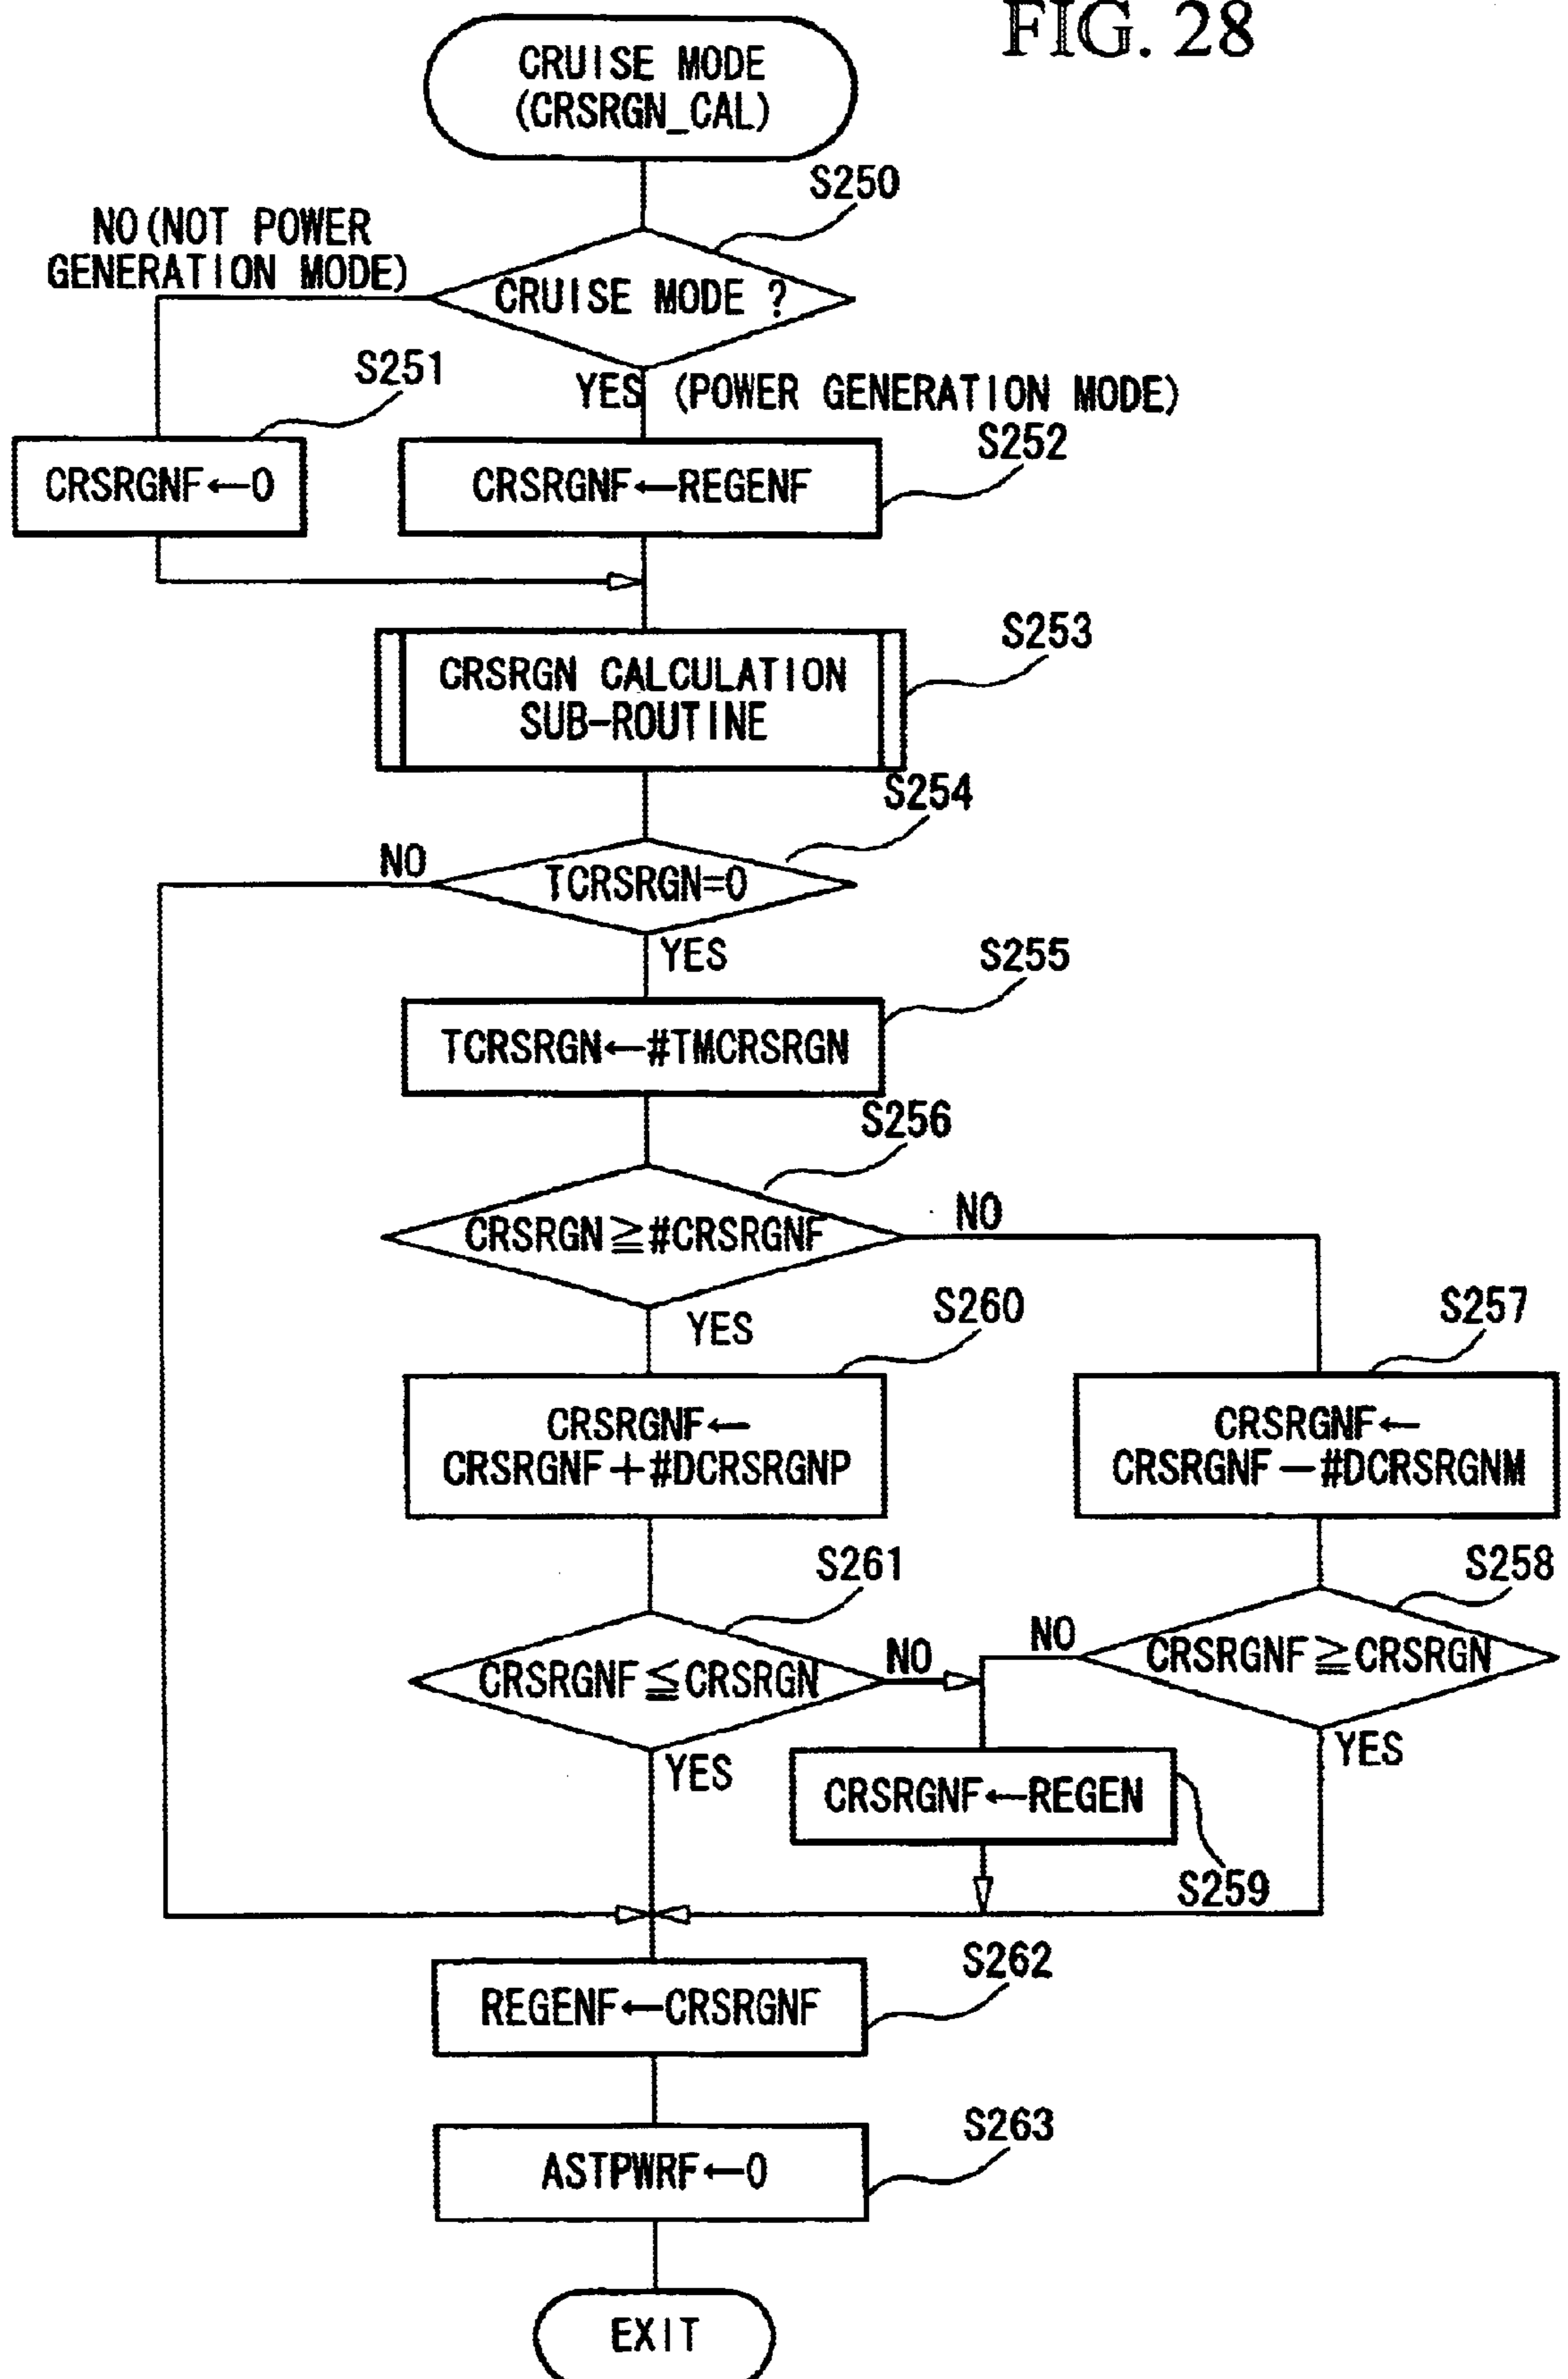 FIG. 28
CRUISE MODE
(CRSRGN_CAL)
S250
NO(NOT POWER
GENERATION MODE)
CRUISE MODE ?
S251
YES (POWER GENERATION MODE)
S252
CRSRGNF←0
CRSRGNF←REGENF
S253
CRSRGN CALCULATION
SUB-ROUTINE
S254
NO
TCRSRGN=0
YES
S255
TCRSRGN←#TMCRSRGN
S256
CRSRGN≧#CRSRGNF
NO
YES
S260
S257
CRSRGNF←
CRSRGNF+#DCRSRGNP
CRSRGNF←
CRSRGNF-#DCRSRGNM
S261
S258
CRSRGNF≦CRSRGN
NO
NO
CRSRGNF≧CRSRGN
YES
YES
CRSRGNF←REGEN
S259
S262
REGENF←CRSRGNF
S263
ASTPWRF←0
EXIT